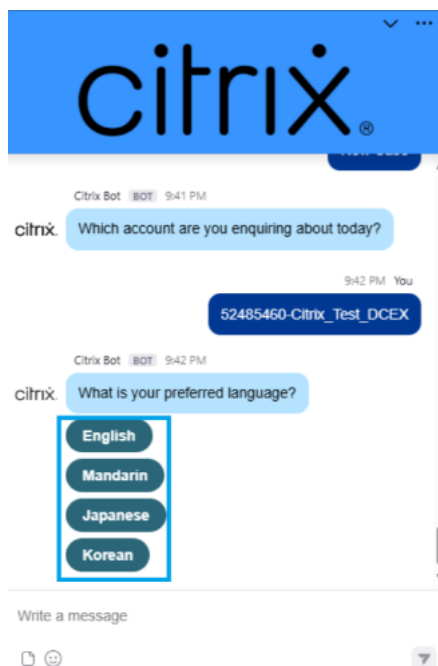 citrix®
Citrix Bot BOT 9:41 PM
citrix. Which account are you enquiring about today?
9:42 PM You
52485460-Citrix_Test_DCEX
Citrix Bot BOT 9:42 PM
citrix. What is your preferred language?
English
Mandarin
Japanese
Korean
Write a message